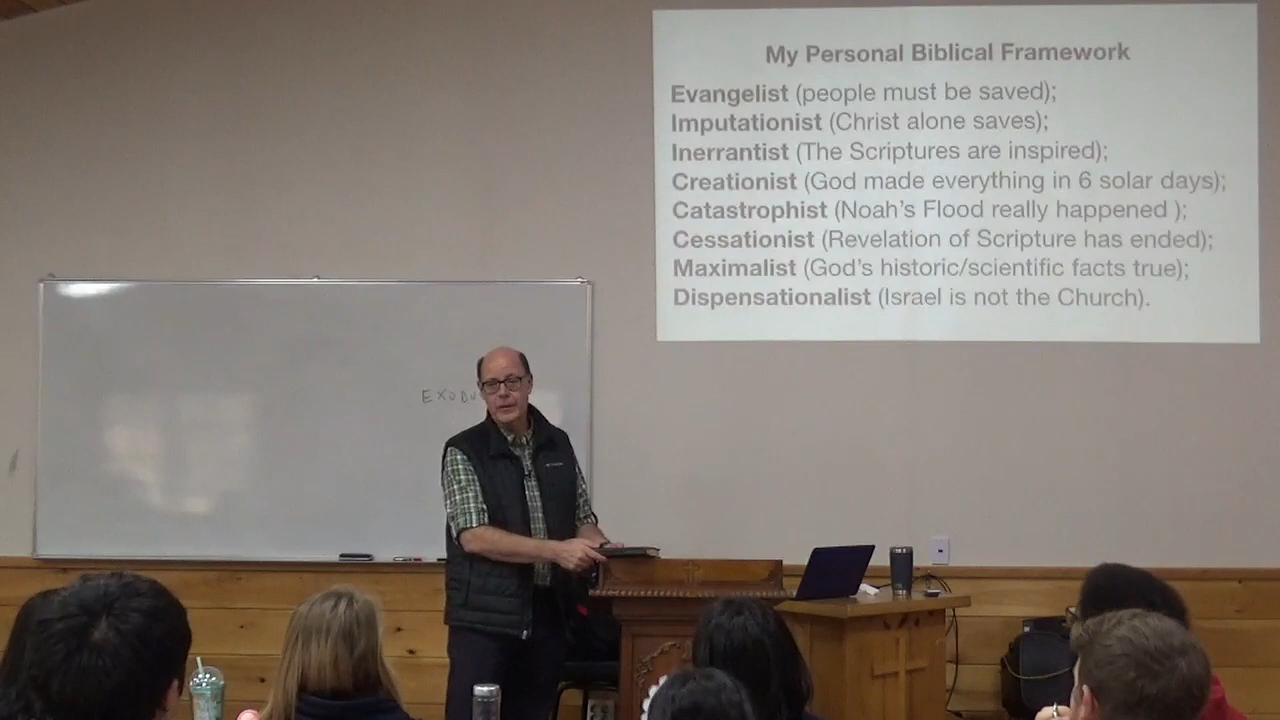 My Personal Biblical Framework
Evangelist (people must be saved);
Imputationist (Christ alone saves);
Inerrantist (The Scriptures are inspired);
Creationist (God made everything in 6 solar days);
Catastrophist (Noah's Flood really happened );
Cessationist (Revelation of Scripture has ended);
Maximalist (God's historic/scientific facts true);
Dispensationalist (Israel is not the Church).